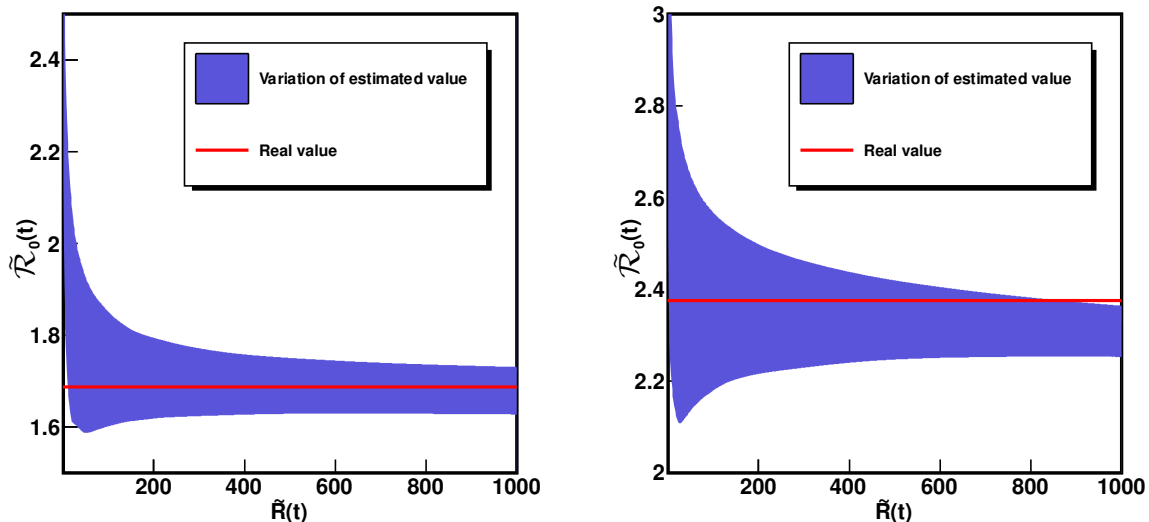 2.4
2.2
2
1.8
1.6
R̃₀(t)
Variation of estimated value
Real value
200 400 600 800 1000
R̃(t)
3
2.8
2.6
2.4
2.2
2
R̃₀(t)
Variation of estimated value
Real value
200 400 600 800 1000
R̃(t)